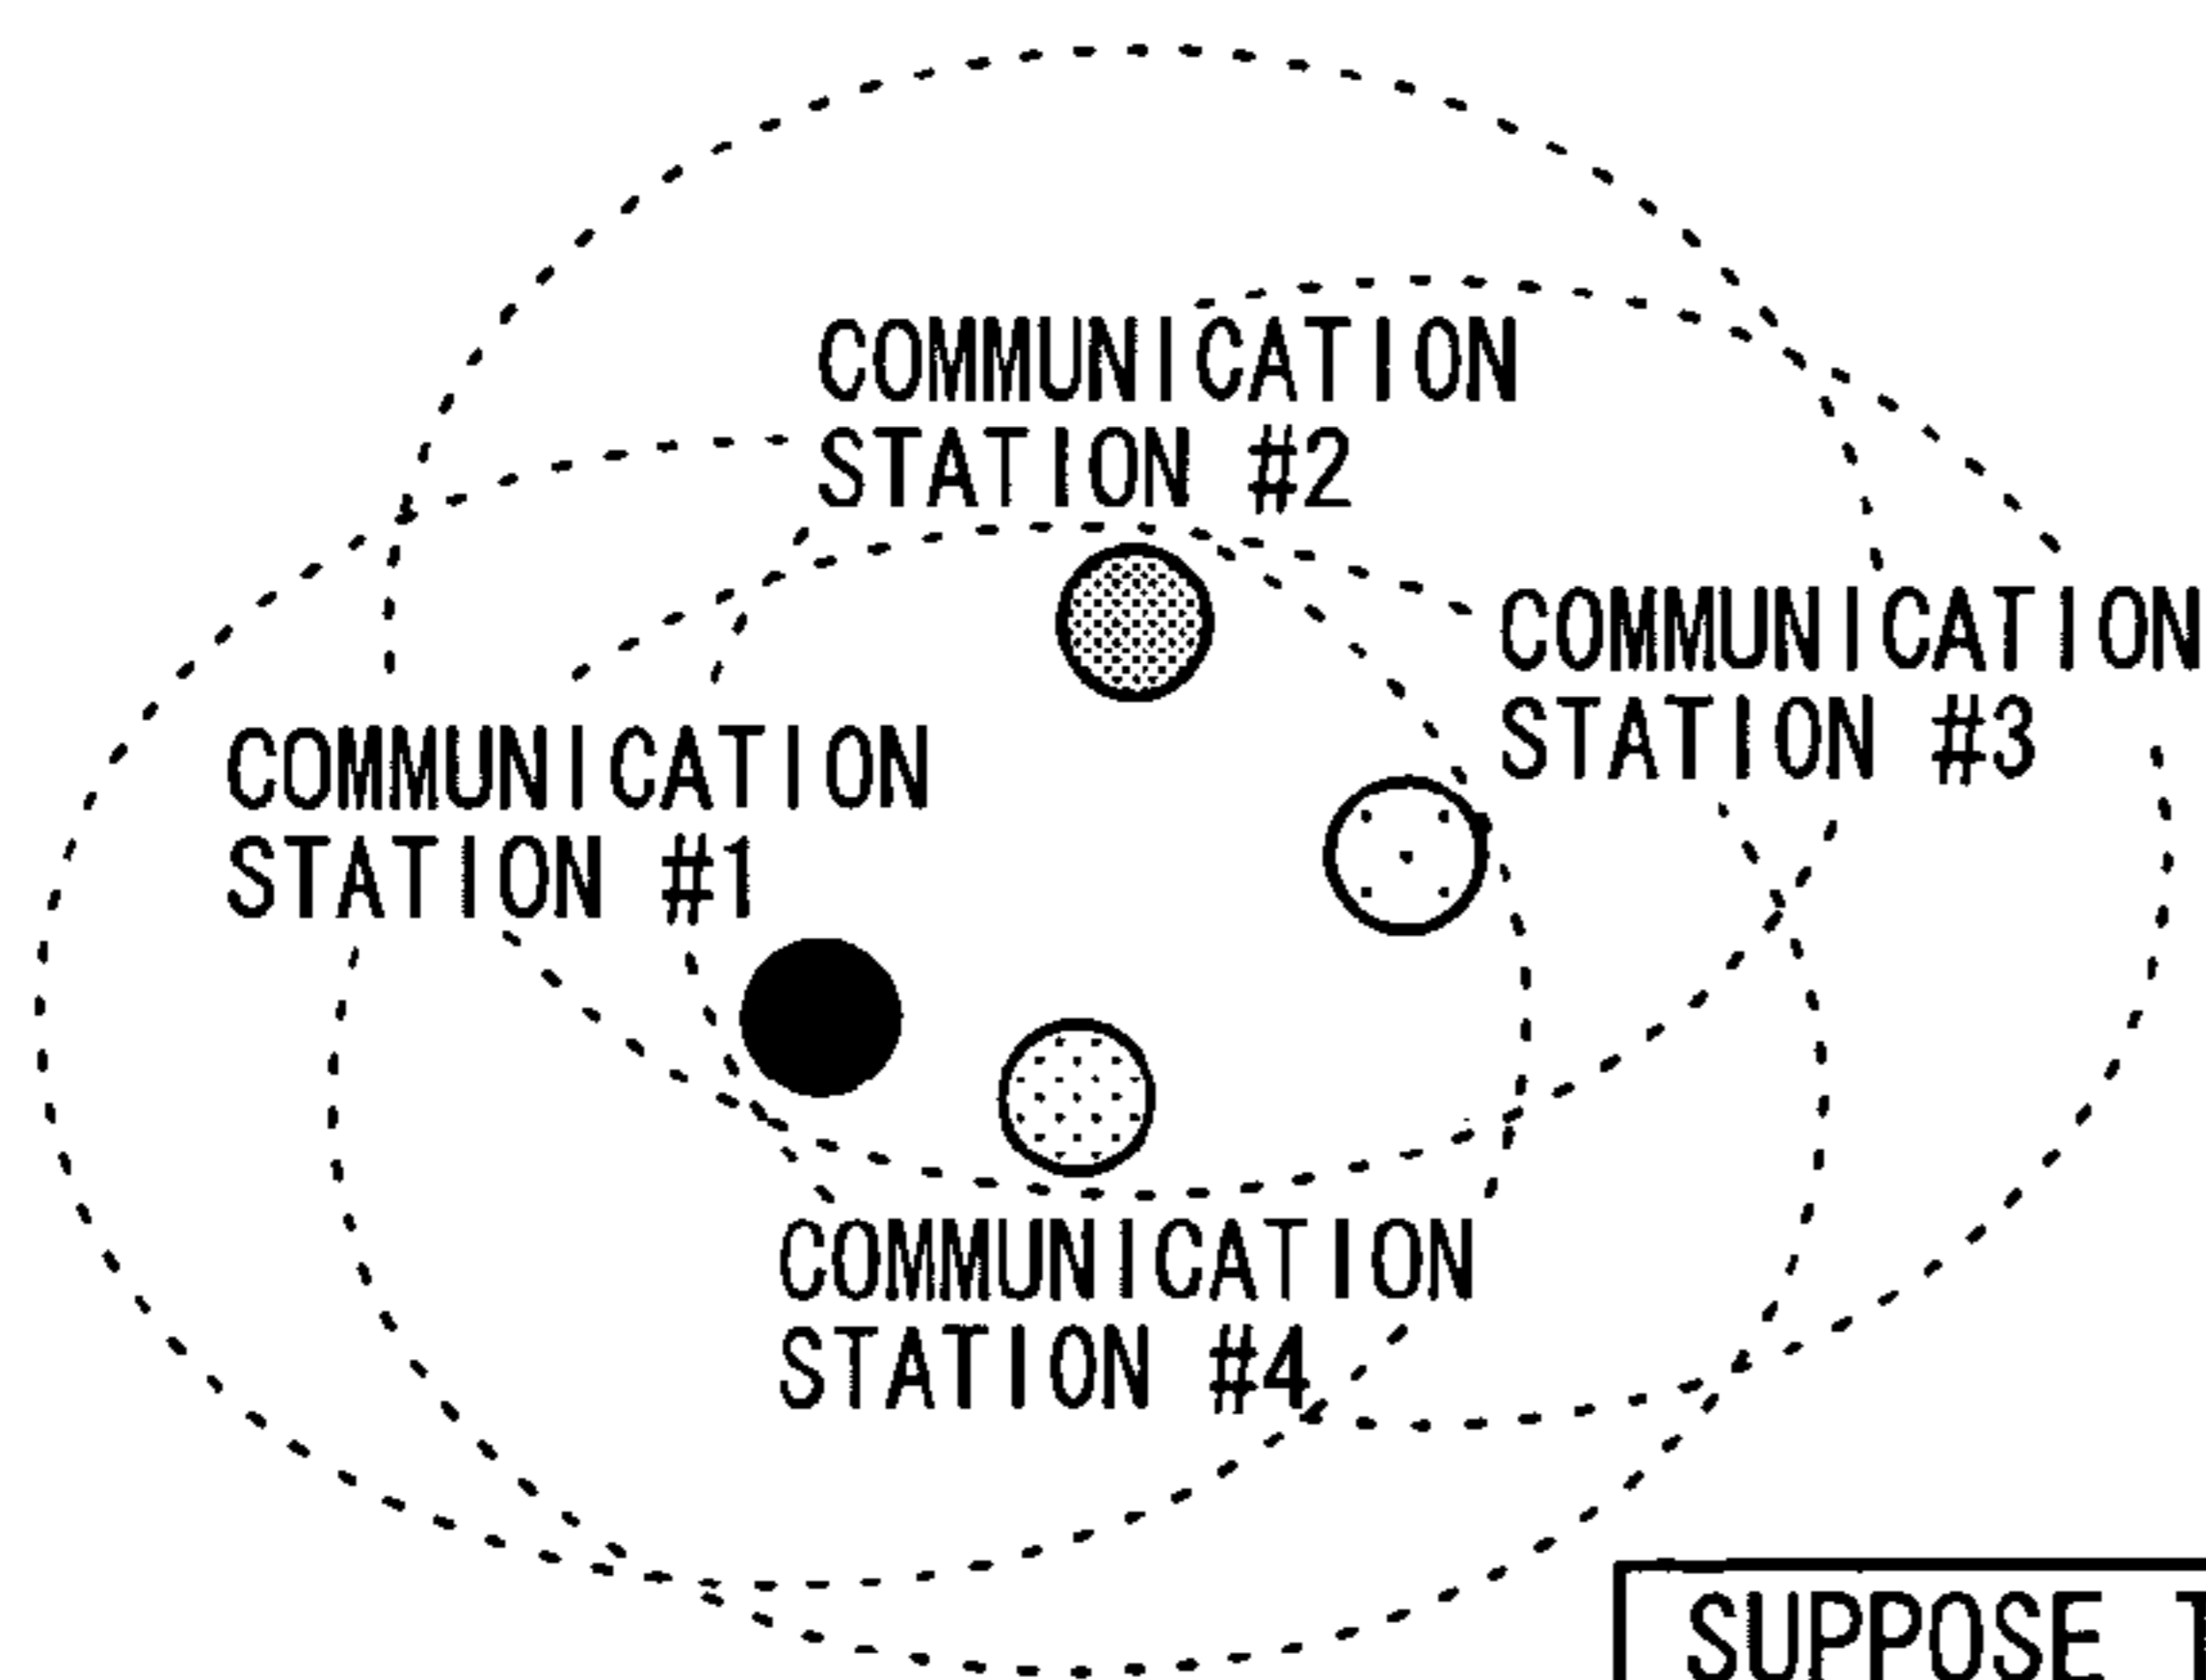 COMMUNICATION
STATION #2
COMMUNICATION
STATION #3
COMMUNICATION
STATION #1
COMMUNICATION
STATION #4
SUPPOSE